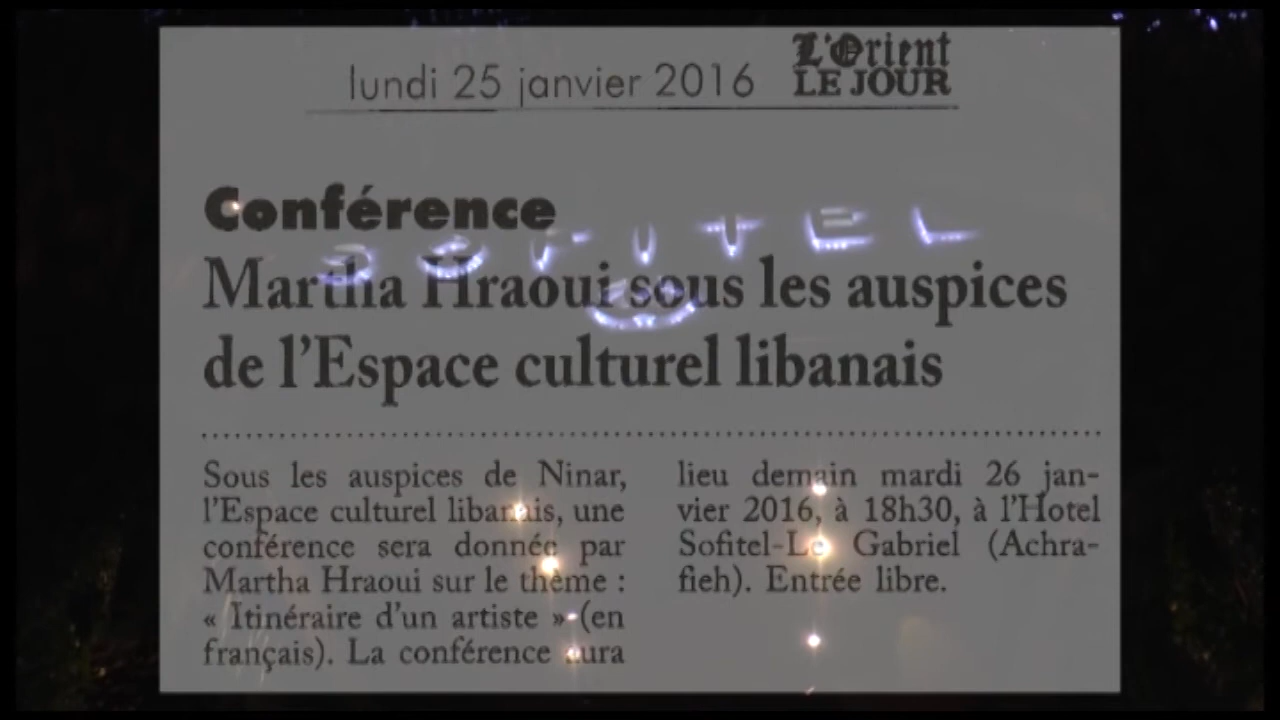 lundi 25 janvier 2016
L'Orient
LE JOUR
Conférence
SOFITEL
Martha Hraoui sous les auspices
de l'Espace culturel libanais
Sous les auspices de Ninar,
l'Espace culturel libanais, une
conférence sera donnée par
Martha Hraoui sur le thème :
« Itinéraire d'un artiste » (en
français). La conférence aura
lieu demain mardi 26 jan-
vier 2016, à 18h30, à l'Hotel
Sofitel-Le Gabriel (Achra-
fieh). Entrée libre.